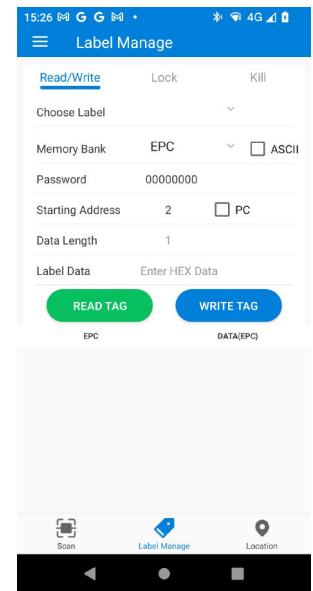 15:26 G G 4G
Label Manage
Read/Write Lock Kill
Choose Label
Memory Bank EPC ASCII
Password 00000000
Starting Address 2 PC
Data Length 1
Label Data Enter HEX Data
READ TAG WRITE TAG
EPC DATA(EPC)
Scan Label Manage Location